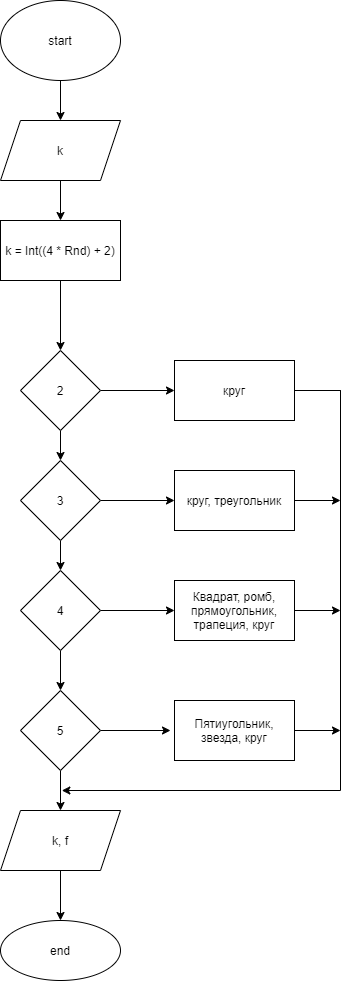 start
k
k = Int((4 * Rnd) + 2)
2
круг
3
круг, треугольник
4
Квадрат, ромб,
прямоугольник,
трапеция, круг
5
Пятиугольник,
звезда, круг
k, f
end